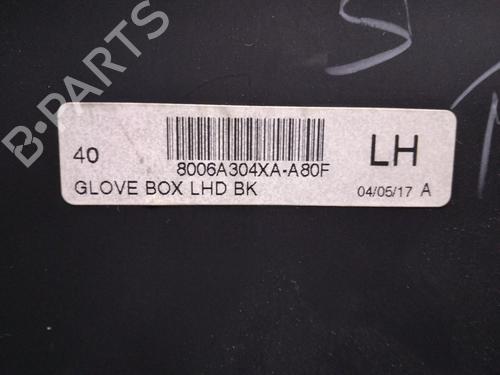 B-PARTS
40
8006A304XA-A80F
LH
GLOVE BOX LHD BK
04/05/17 A
S